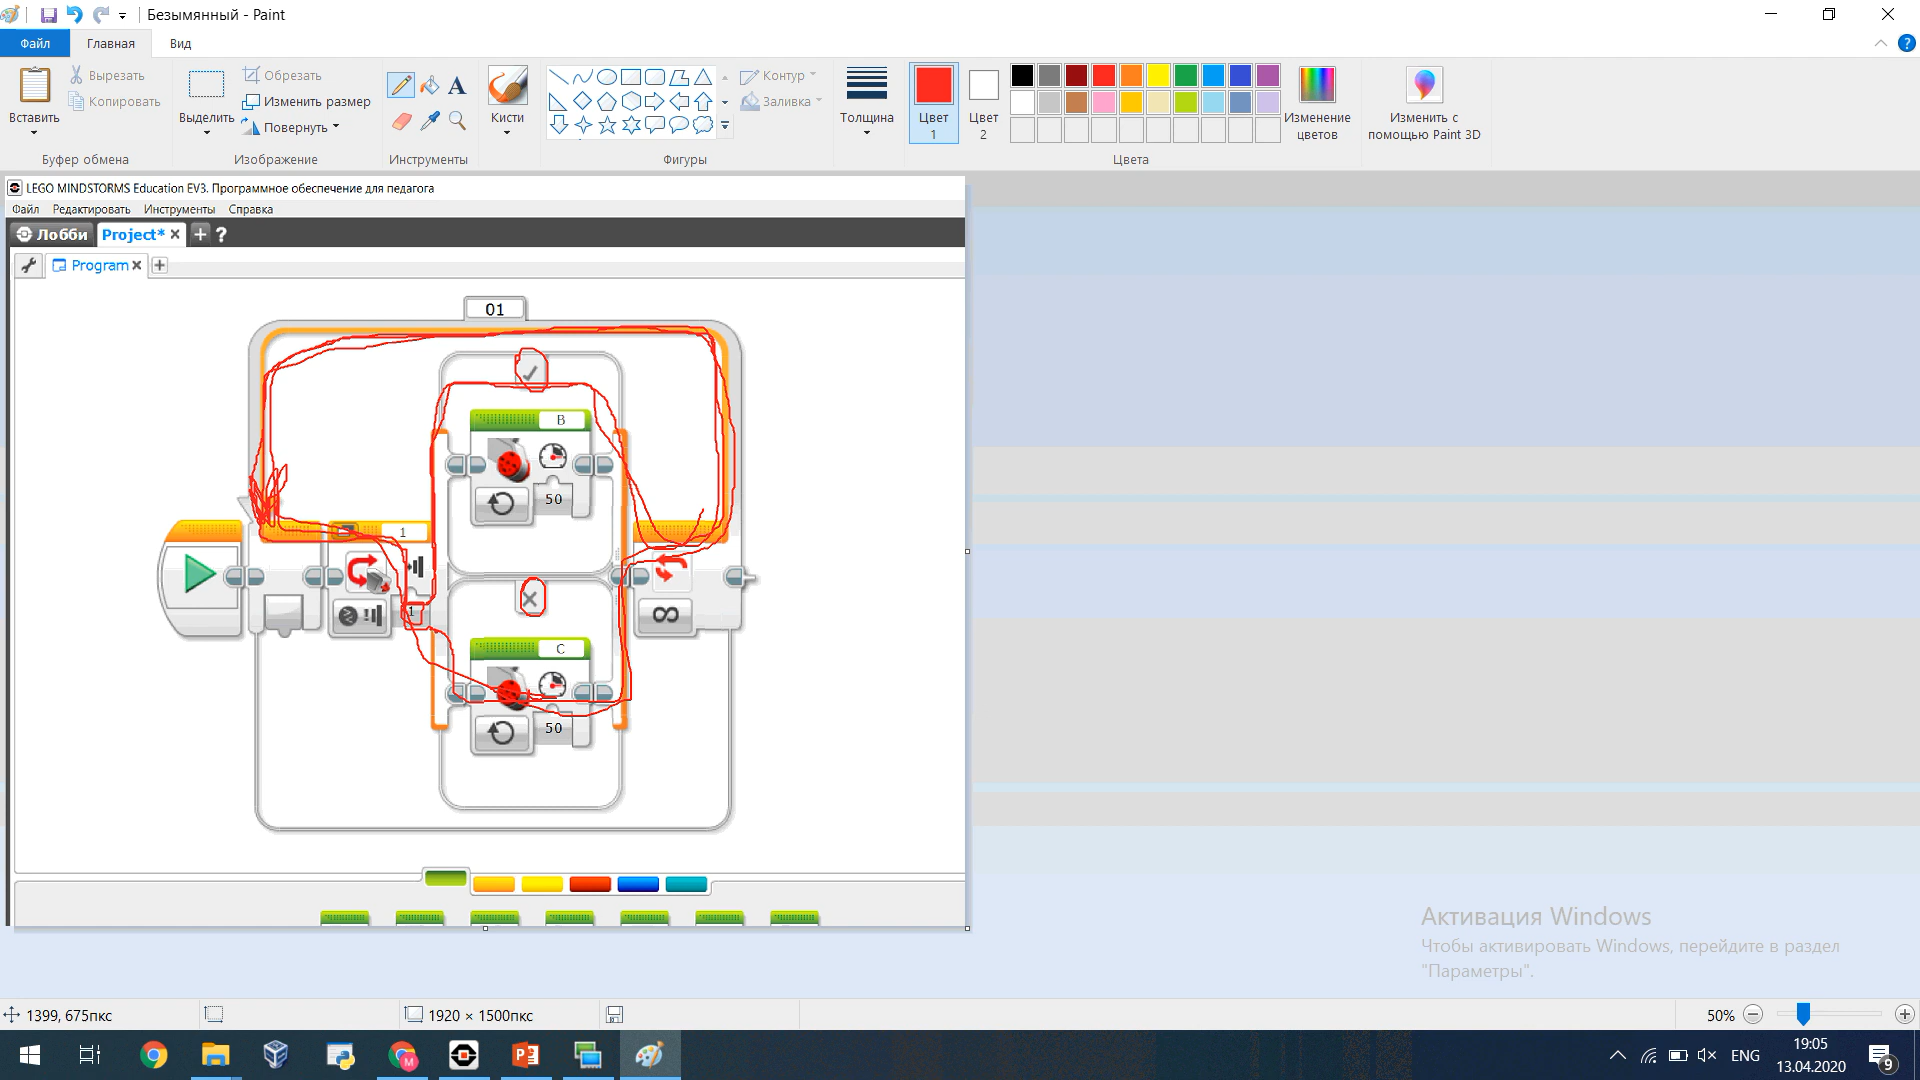 Безымянный - Paint
Файл Главная Вид
Вставить
Вырезать
Копировать
Буфер обмена
Выделить
Обрезать
Изменить размер
Повернуть
Изображение
A
Инструменты
Кисти
Контур
Заливка
Фигуры
Толщина
Цвет
1
Цвет
2
Изменение
цветов
Цвета
Изменить с
помощью Paint 3D
LEGO MINDSTORMS Education EV3. Программное обеспечение для педагога
Файл Редактировать Инструменты Справка
Лобби Project* + ?
Program +
01
B
50
1
1
C
50
Активация Windows
Чтобы активировать Windows, перейдите в раздел
"Параметры".
1399, 675пкс
1920 × 1500пкс
50%
ENG
19:05
13.04.2020
9